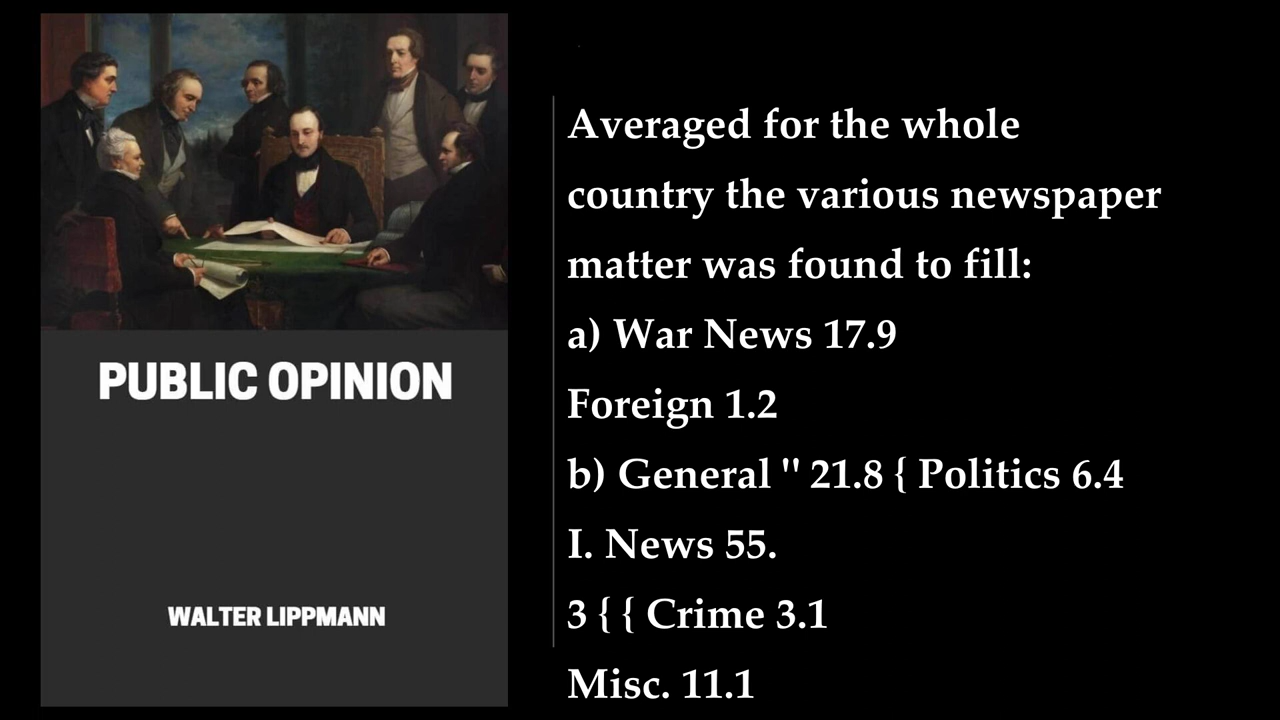 PUBLIC OPINION
WALTER LIPPMANN
Averaged for the whole
country the various newspaper
matter was found to fill:
a) War News 17.9
Foreign 1.2
b) General " 21.8 { Politics 6.4
I. News 55.
3 { { Crime 3.1
Misc. 11.1